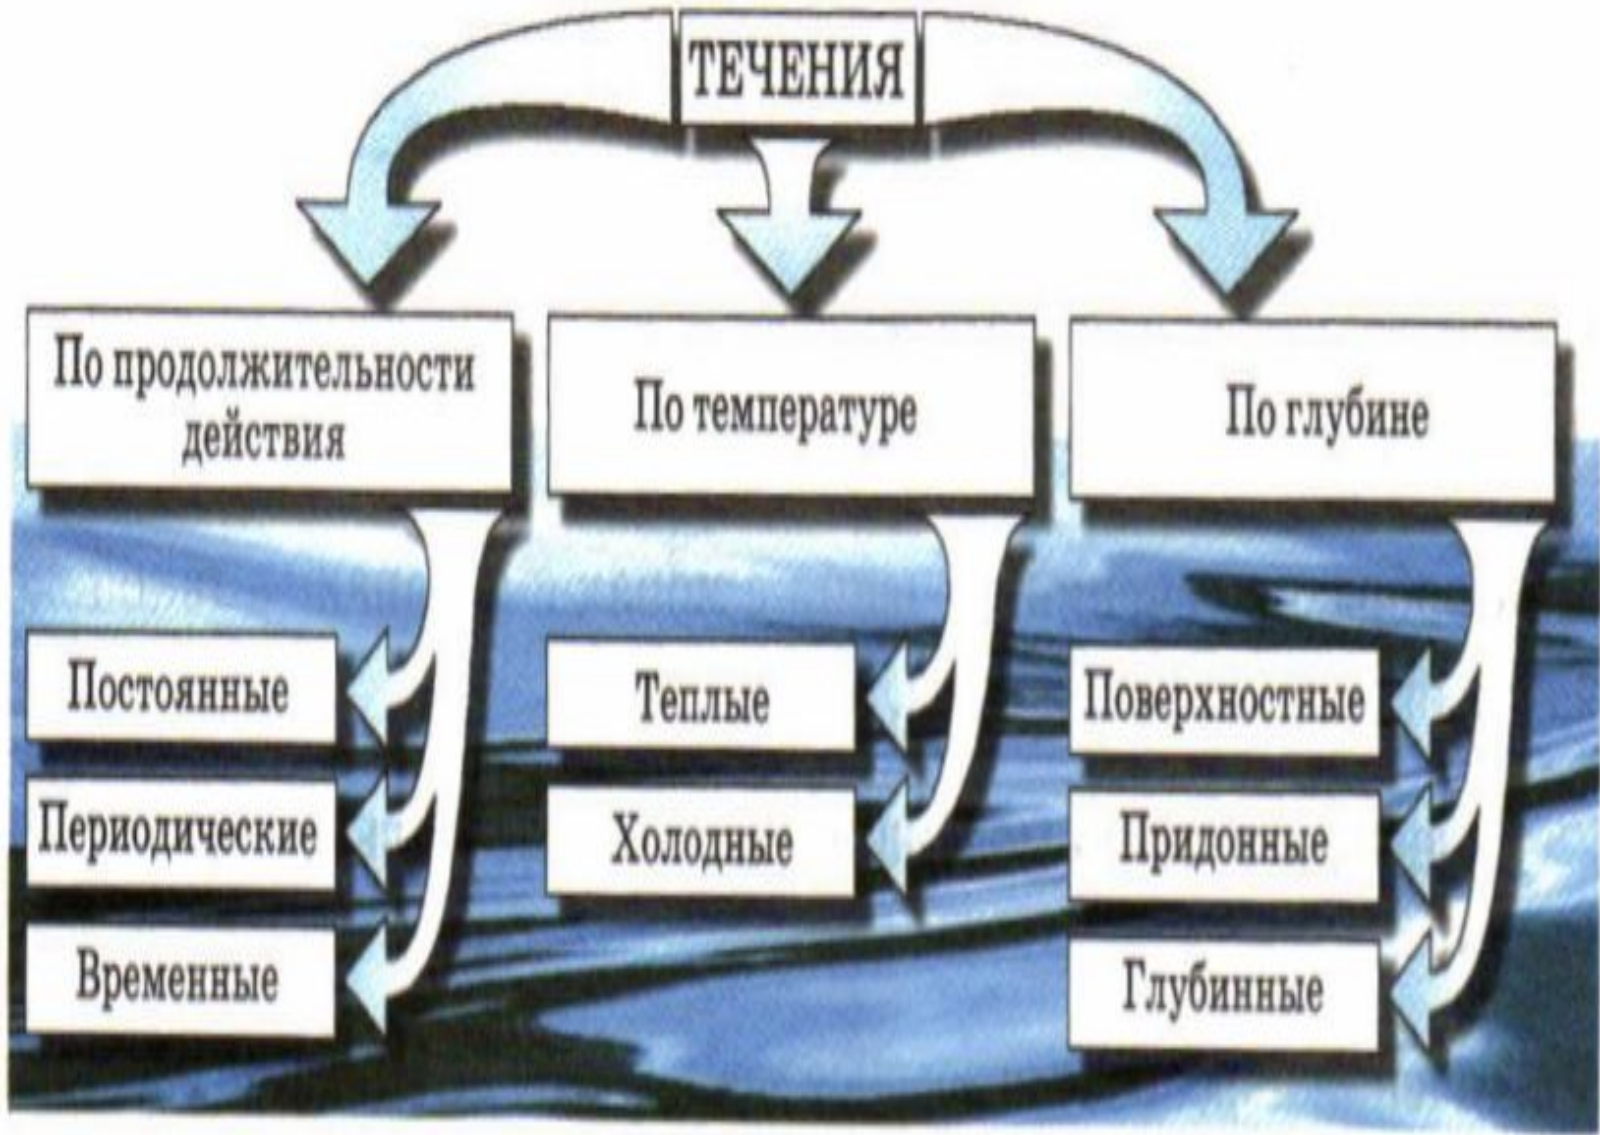 ТЕЧЕНИЯ
По продолжительности
действия
По температуре
По глубине
Постоянные
Периодические
Временные
Теплые
Холодные
Поверхностные
Придонные
Глубинные